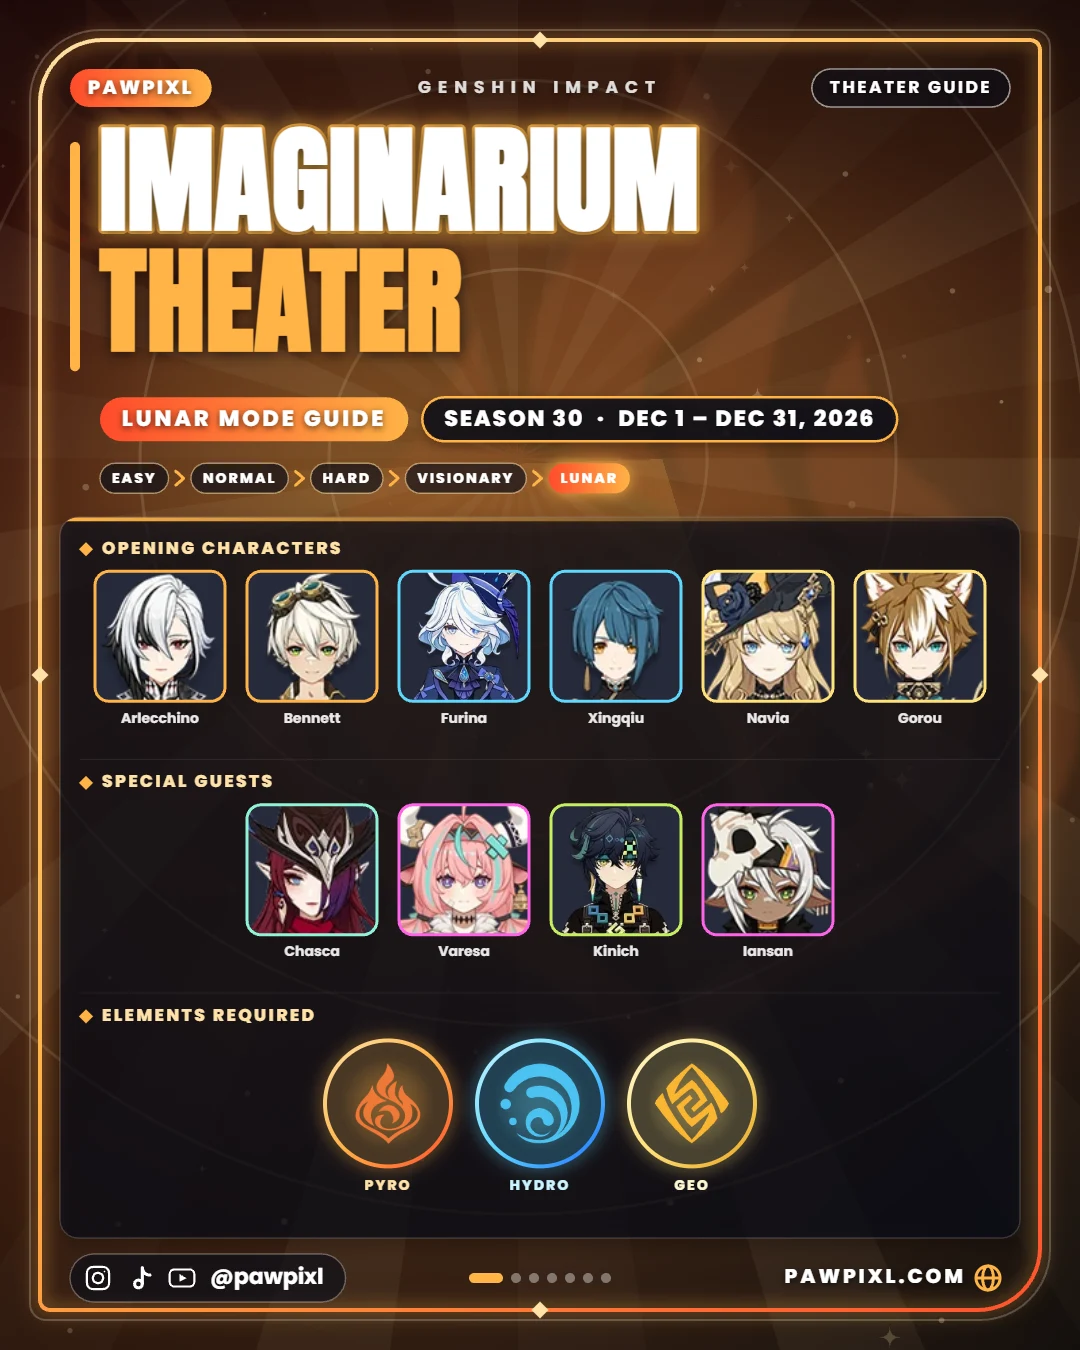 PAWPIXL
GENSHIN IMPACT
THEATER GUIDE
IMAGINARIUM
THEATER
LUNAR MODE GUIDE
SEASON 30 · DEC 1 – DEC 31, 2026
EASY
NORMAL
HARD
VISIONARY
LUNAR
OPENING CHARACTERS
Arlecchino
Bennett
Furina
Xingqiu
Navia
Gorou
SPECIAL GUESTS
Chasca
Varesa
Kinich
Iansan
ELEMENTS REQUIRED
PYRO
HYDRO
GEO
@pawpixl
PAWPIXL.COM